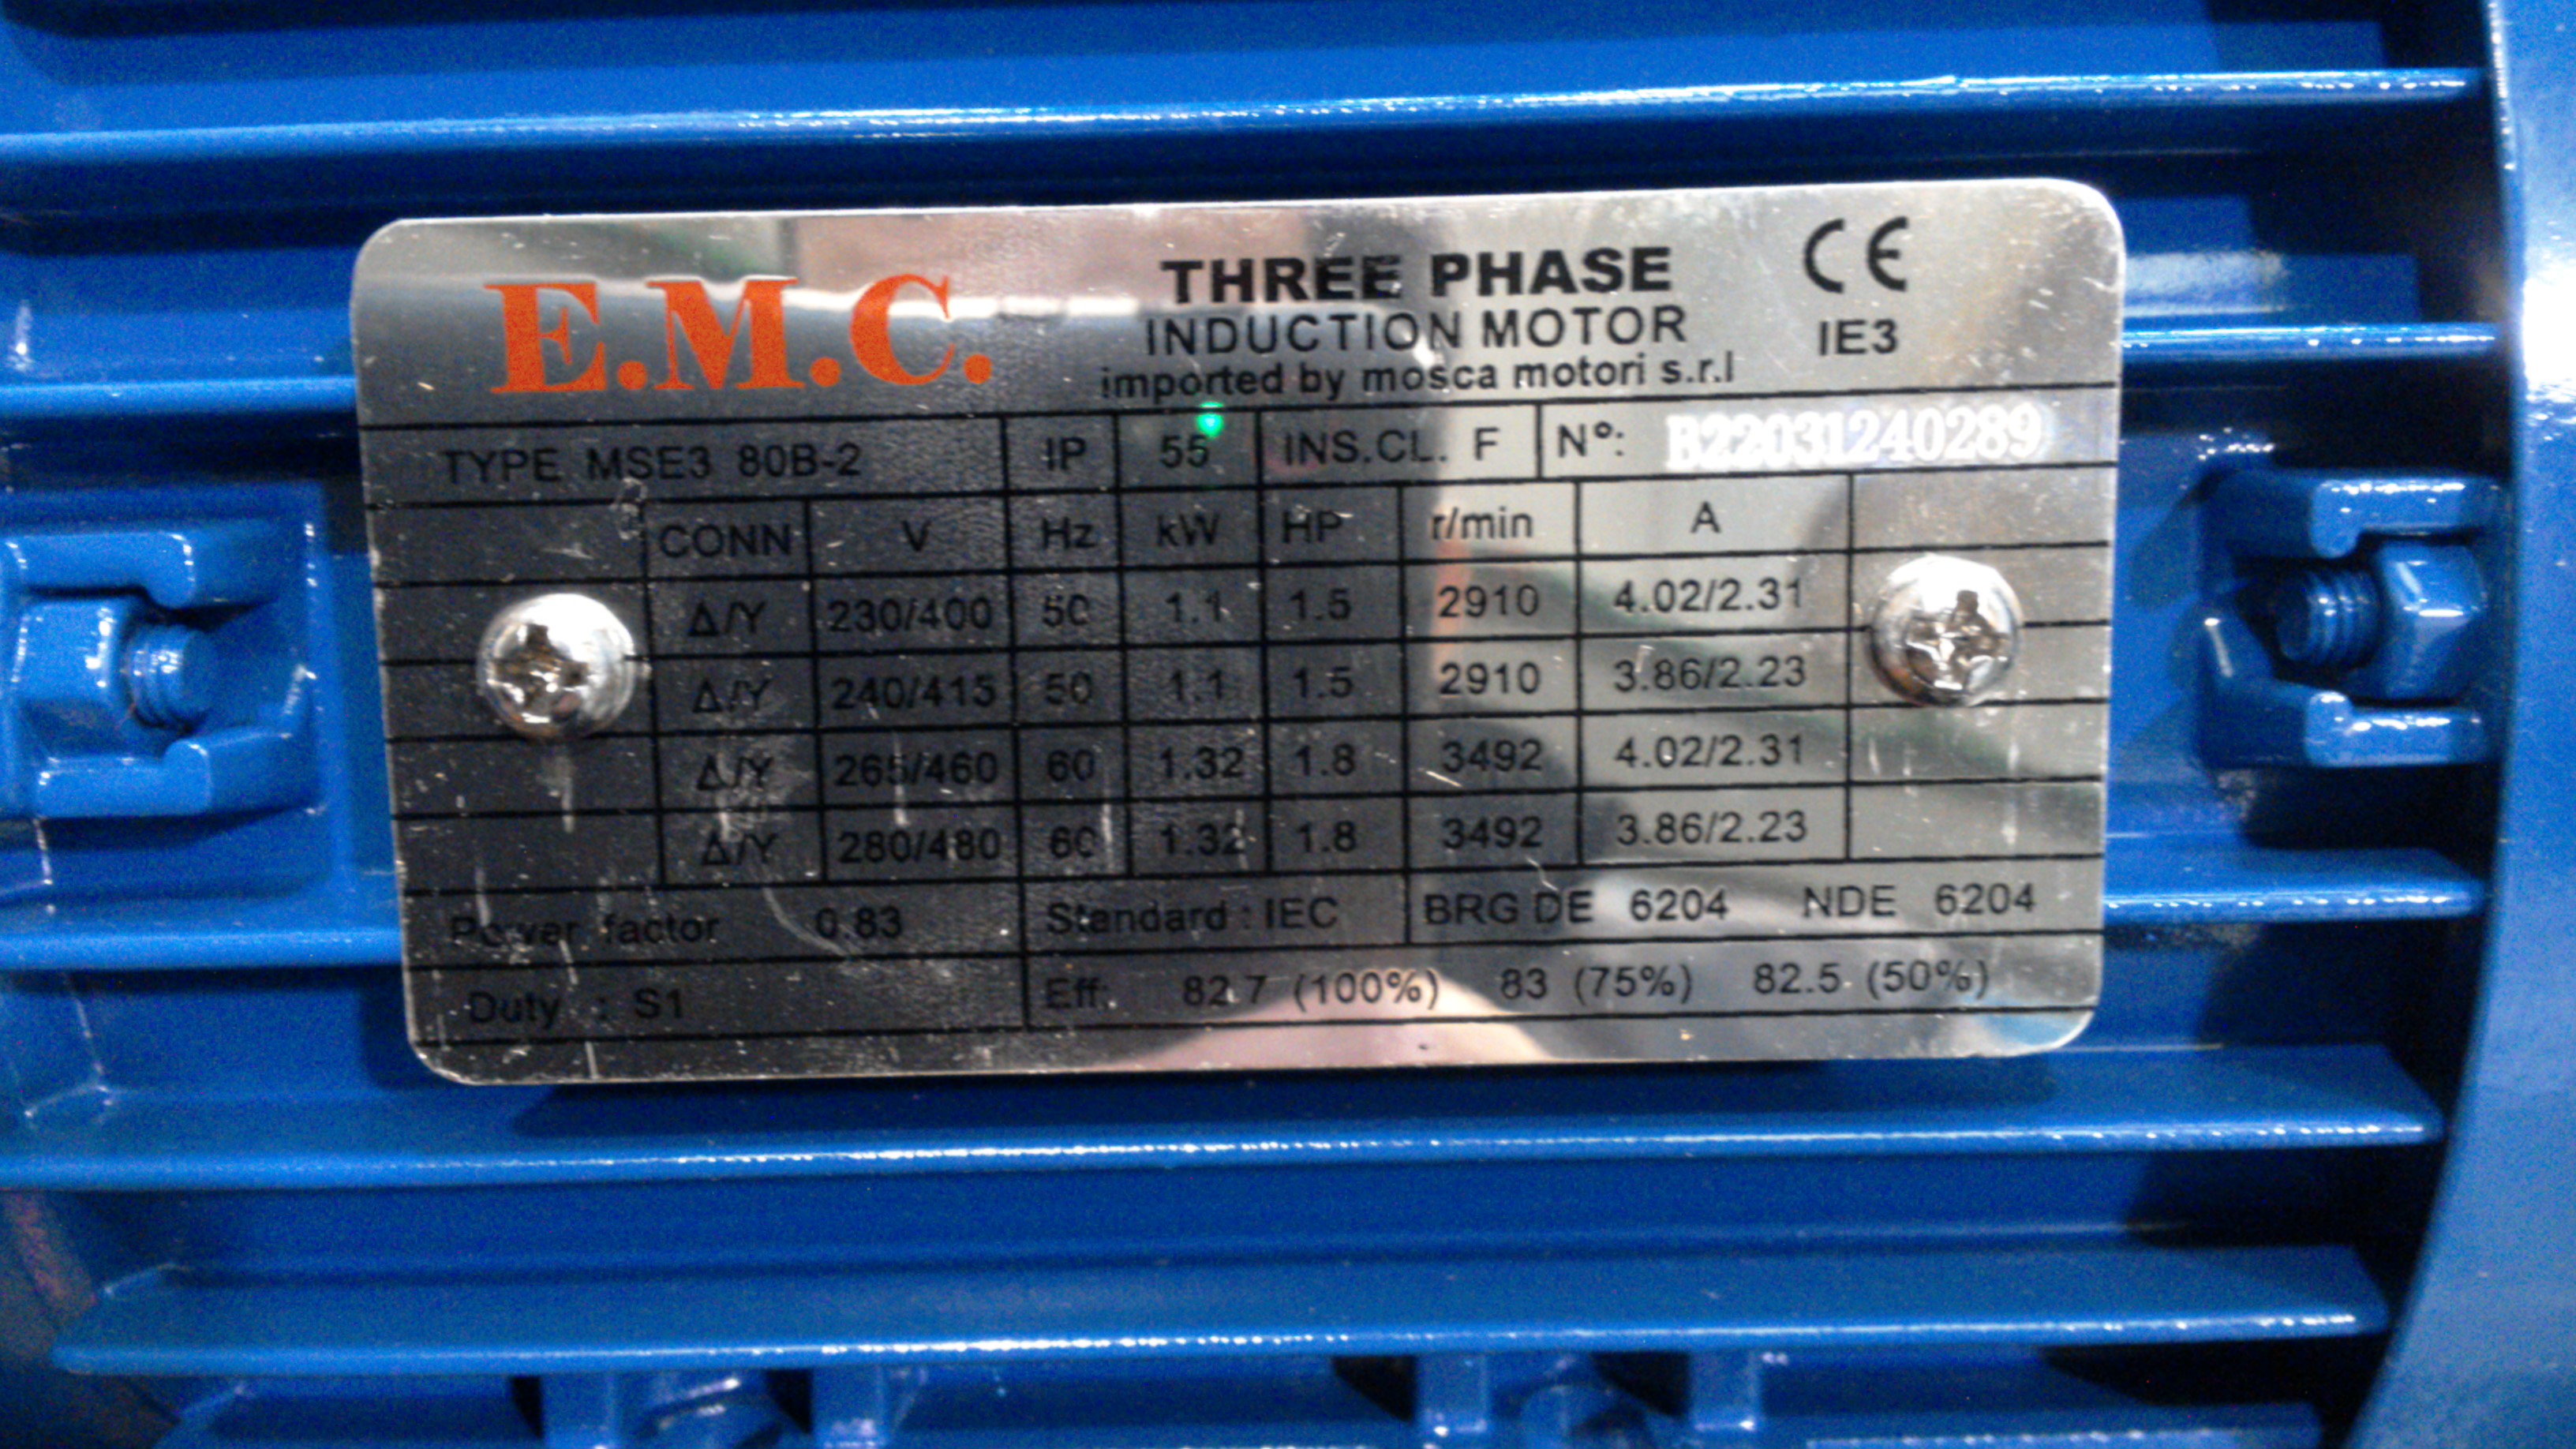 E.M.C.
THREE PHASE
INDUCTION MOTOR
imported by mosca motori s.r.l
CE
IE3
TYPE MSE3 80B-2 IP 55 INS.CL. F Nº: B22031240289
CONN V Hz kW HP r/min A
Δ/Y 230/400 50 1.1 1.5 2910 4.02/2.31
Δ/Y 240/415 50 1.1 1.5 2910 3.86/2.23
Δ/Y 265/460 60 1.32 1.8 3492 4.02/2.31
Δ/Y 280/480 60 1.32 1.8 3492 3.86/2.23
Power factor 0.83 Standard : IEC BRG DE 6204 NDE 6204
Duty : S1 Eff: 82.7 (100%) 83 (75%) 82.5 (50%)